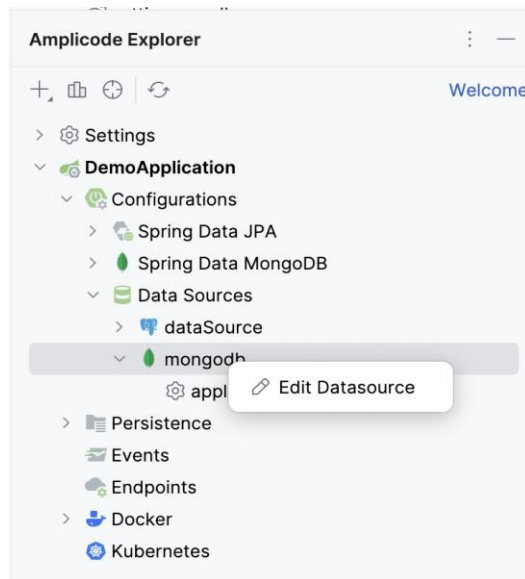 Amplicode Explorer
Welcome
Settings
DemoApplication
Configurations
Spring Data JPA
Spring Data MongoDB
Data Sources
dataSource
mongodb
appl
Edit Datasource
Persistence
Events
Endpoints
Docker
Kubernetes